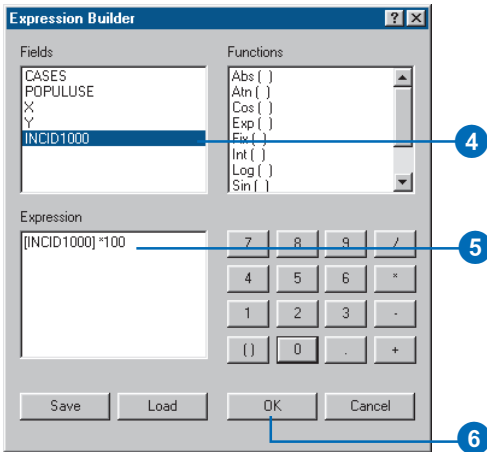 Expression Builder ? ×
Fields
CASES
POPULUSE
X
Y
INCID1000
Functions
Abs ( )
Atn ( )
Cos ( )
Exp ( )
Fix ( )
Int ( )
Log ( )
Sin ( )
4
Expression
[INCID1000] *100
5
7 8 9 /
4 5 6 *
1 2 3 -
( ) 0 . +
Save Load OK Cancel
6